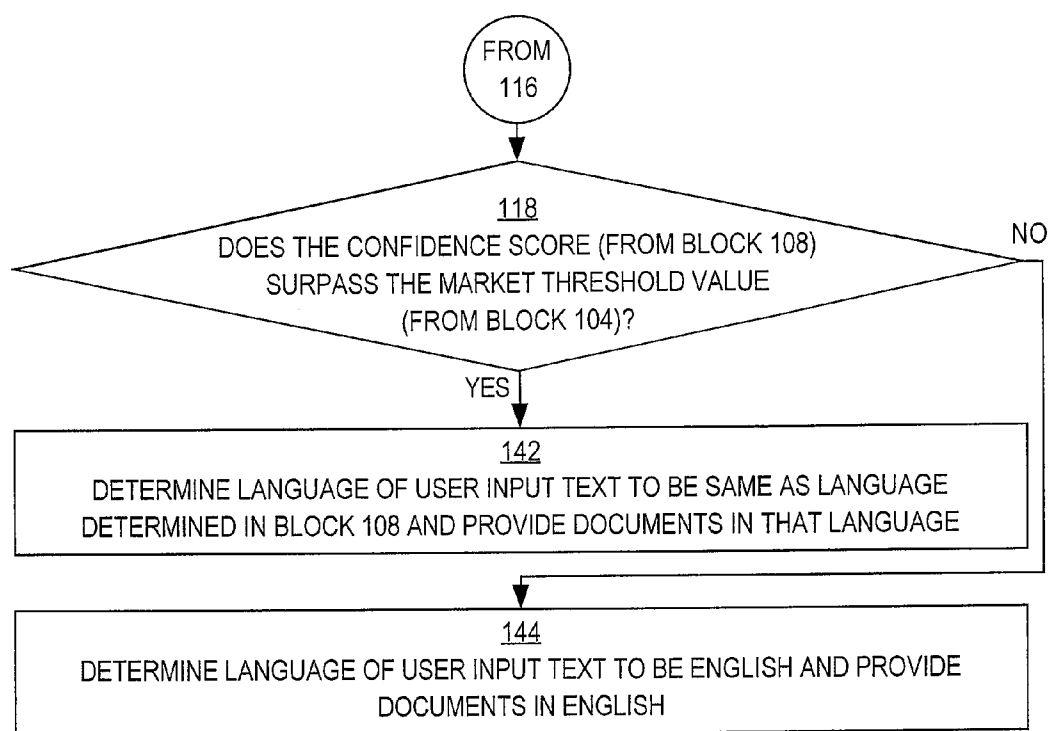 FROM
116
118
DOES THE CONFIDENCE SCORE (FROM BLOCK 108)
SURPASS THE MARKET THRESHOLD VALUE
(FROM BLOCK 104)?
NO
YES
142
DETERMINE LANGUAGE OF USER INPUT TEXT TO BE SAME AS LANGUAGE
DETERMINED IN BLOCK 108 AND PROVIDE DOCUMENTS IN THAT LANGUAGE
144
DETERMINE LANGUAGE OF USER INPUT TEXT TO BE ENGLISH AND PROVIDE
DOCUMENTS IN ENGLISH